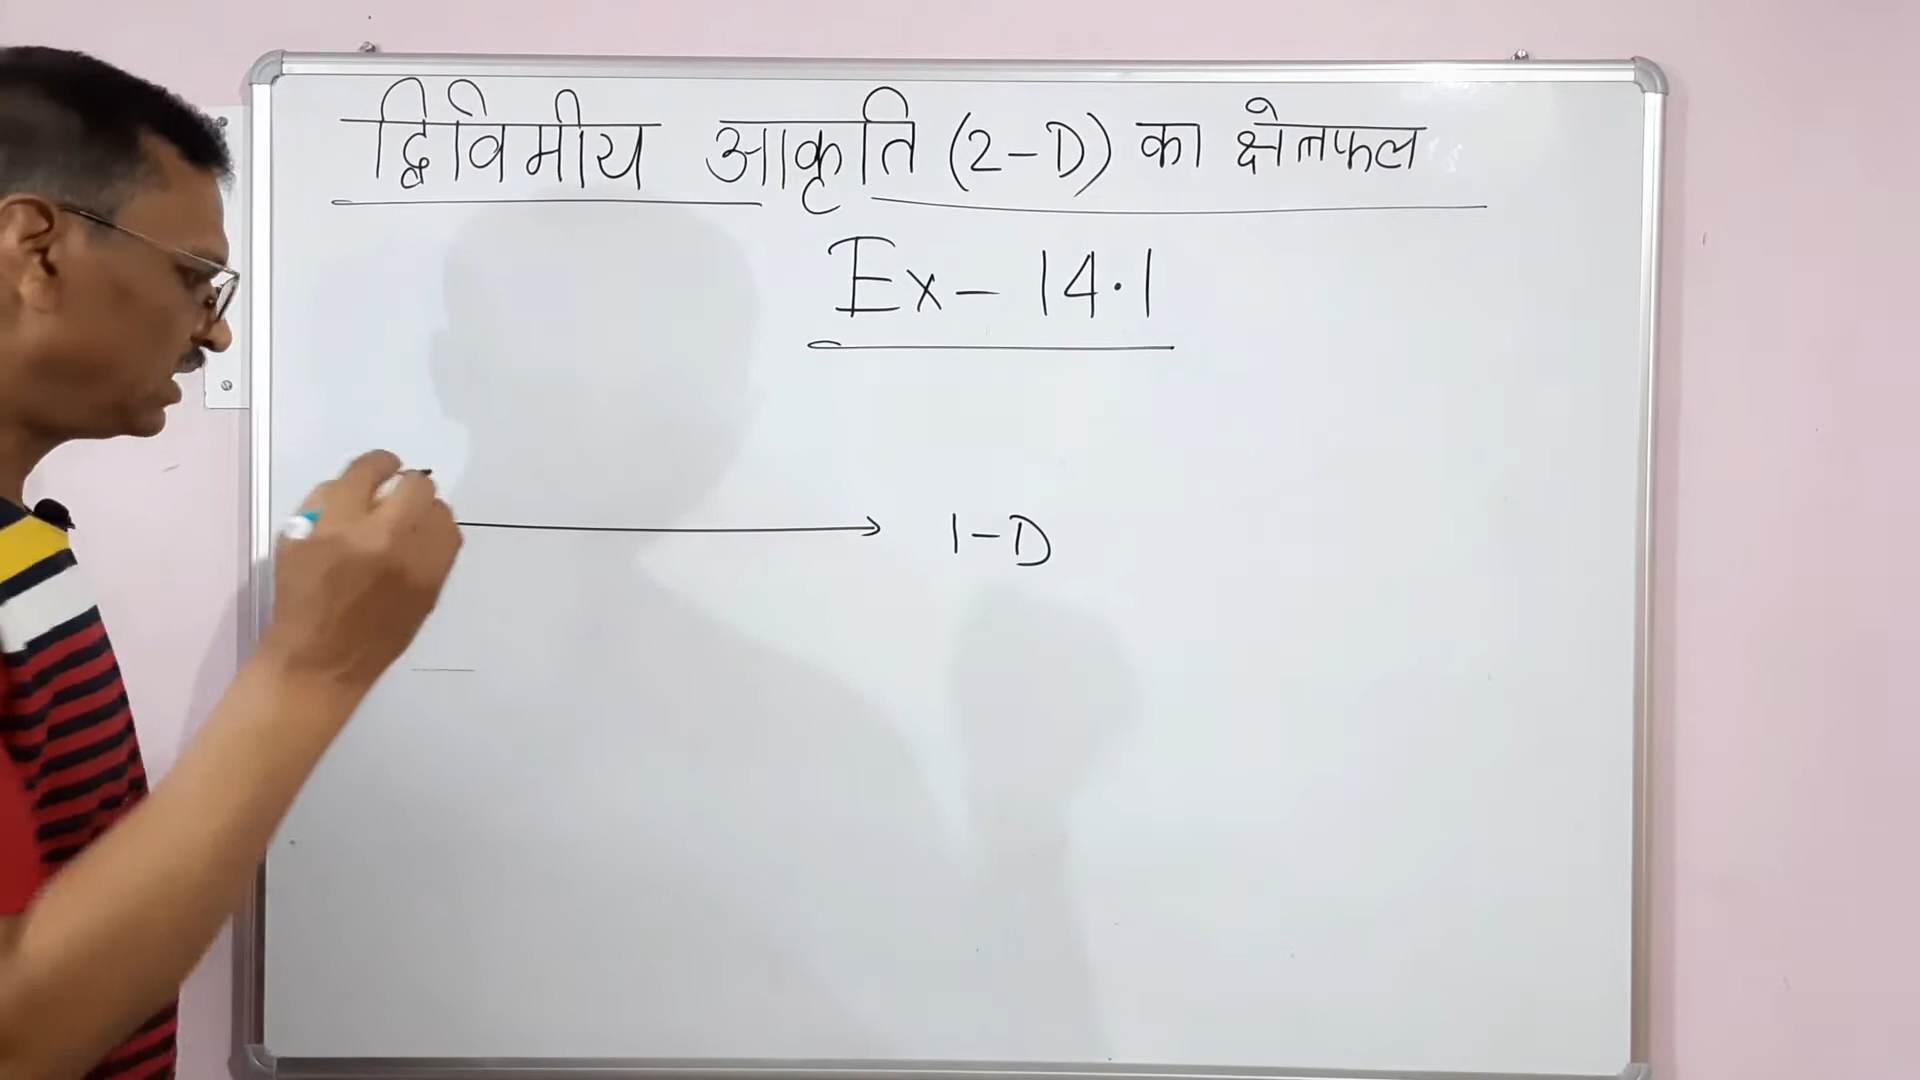 द्विविमीय आकृति (2-D) का क्षेत्रफल
Ex- 14.1
1-D